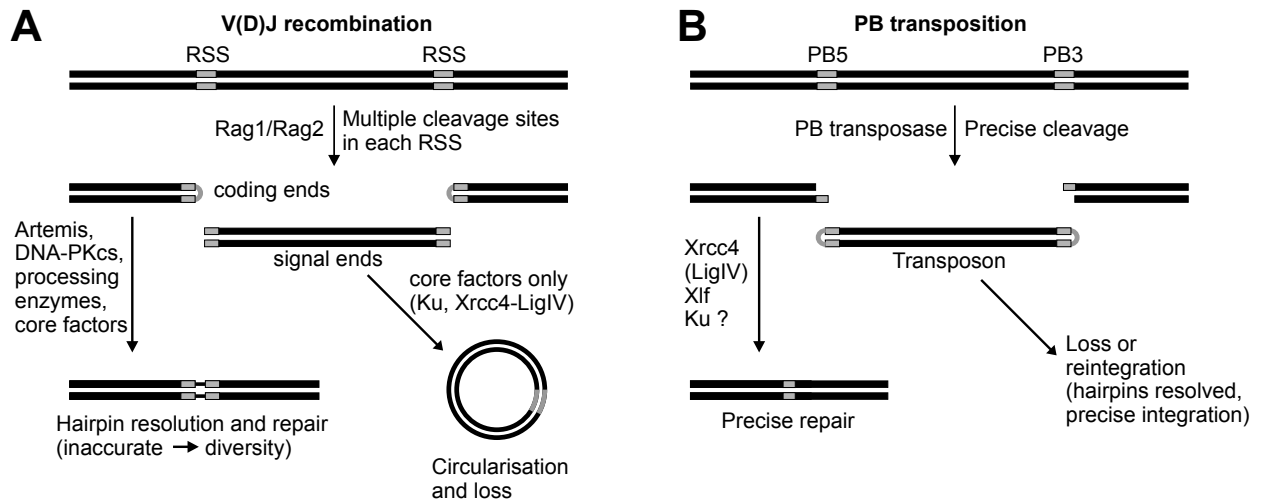 A
V(D)J recombination
RSS
RSS
Rag1/Rag2
Multiple cleavage sites
in each RSS
coding ends
Artemis,
DNA-PKcs,
processing
enzymes,
core factors
signal ends
core factors only
(Ku, Xrcc4-LigIV)
Hairpin resolution and repair
(inaccurate → diversity)
Circularisation
and loss
B
PB transposition
PB5
PB3
PB transposase
Precise cleavage
Xrcc4
(LigIV)
Xlf
Ku ?
Transposon
Loss or
reintegration
(hairpins resolved,
precise integration)
Precise repair